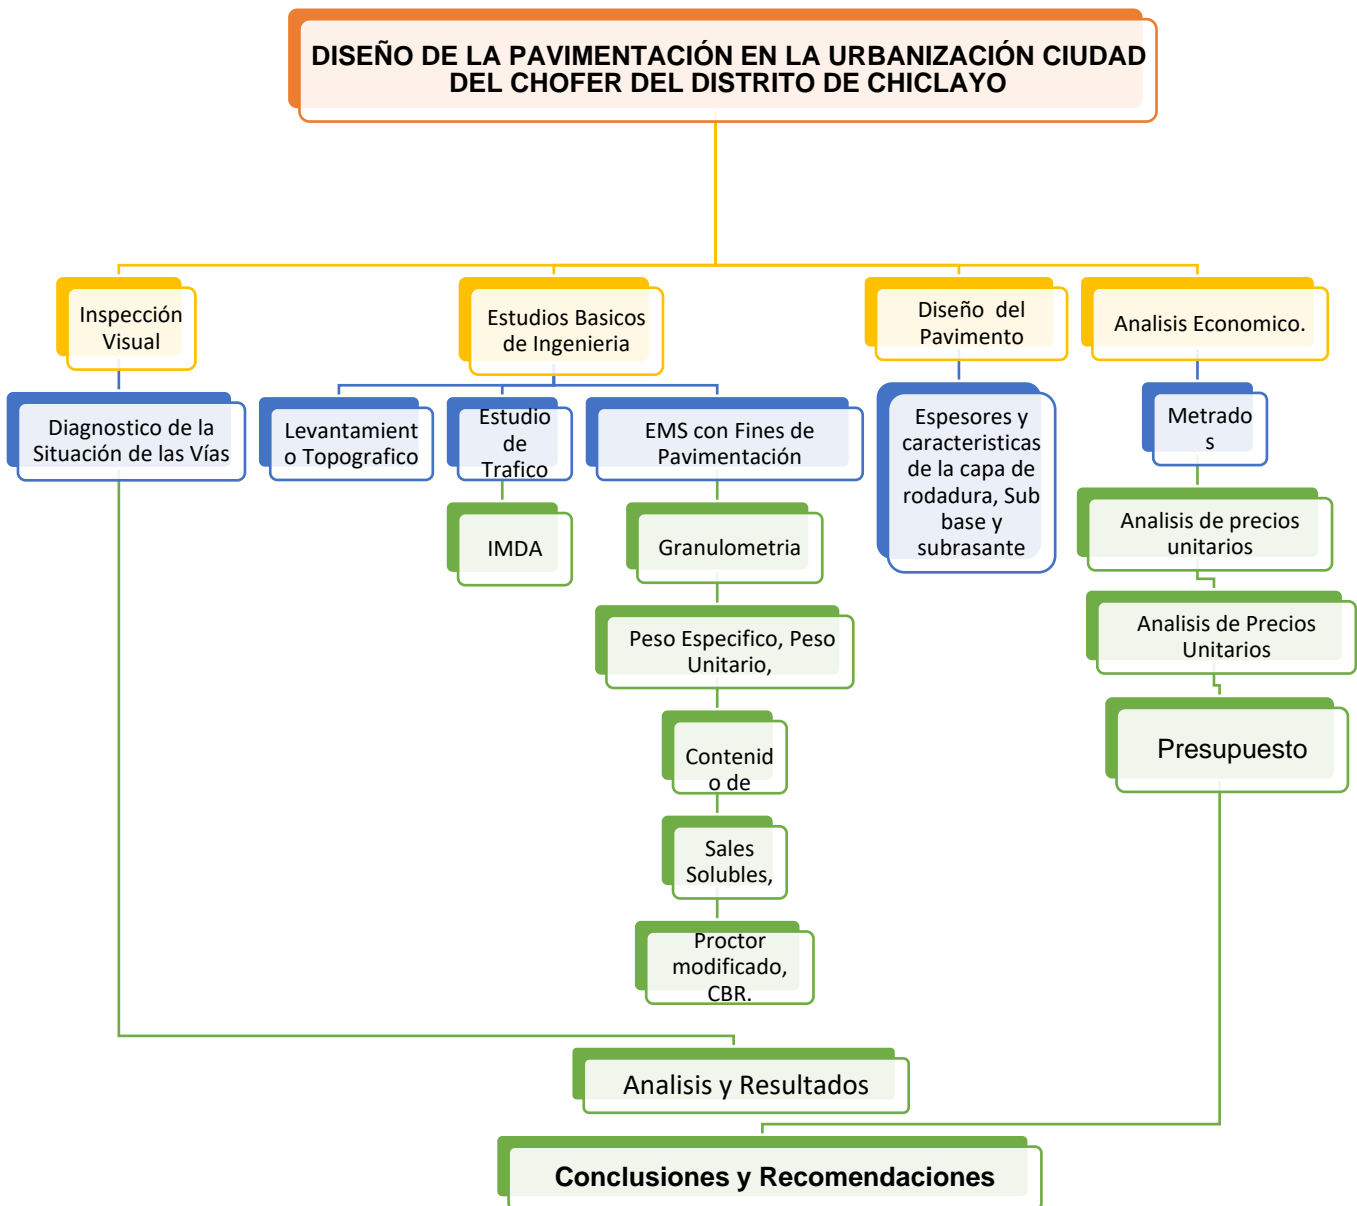 DISEÑO DE LA PAVIMENTACIÓN EN LA URBANIZACIÓN CIUDAD
DEL CHOFER DEL DISTRITO DE CHICLAYO
Inspección
Visual
Estudios Basicos
de Ingenieria
Diseño del
Pavimento
Analisis Economico.
Diagnostico de la
Situación de las Vías
Levantamient
o Topografico
Estudio
de
Trafico
EMS con Fines de
Pavimentación
Espesores y
caracteristicas
de la capa de
rodadura, Sub
base y
subrasante
Metrado
s
IMDA
Granulometria
Analisis de precios
unitarios
Peso Especifico, Peso
Unitario,
Analisis de Precios
Unitarios
Contenid
o de
Presupuesto
Sales
Solubles,
Proctor
modificado,
CBR.
Analisis y Resultados
Conclusiones y Recomendaciones